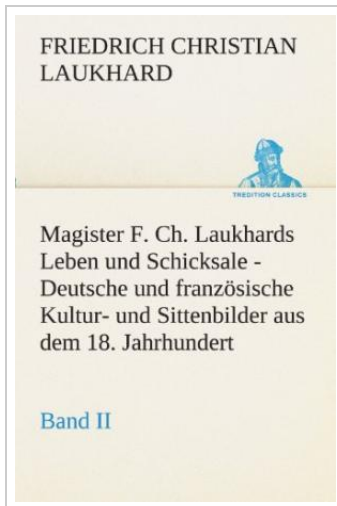 FRIEDRICH CHRISTIAN
LAUKHARD
TREDITION CLASSICS
Magister F. Ch. Laukhards
Leben und Schicksale -
Deutsche und französische
Kultur- und Sittenbilder aus
dem 18. Jahrhundert
Band II